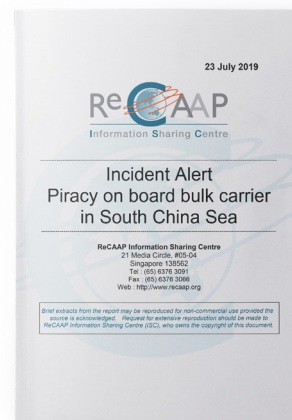 23 July 2019
ReCAAP
Information Sharing Centre
Incident Alert
Piracy on board bulk carrier
in South China Sea
ReCAAP Information Sharing Centre
21 Media Circle, #05-04
Singapore 138562
Tel : (65) 6376 3091
Fax : (65) 6376 3066
Web : http://www.recaap.org
Brief extracts from the report may be reproduced for non-commercial use provided the
source is acknowledged. Request for extensive reproduction should be made to
ReCAAP Information Sharing Centre (ISC), who owns the copyright of this document.